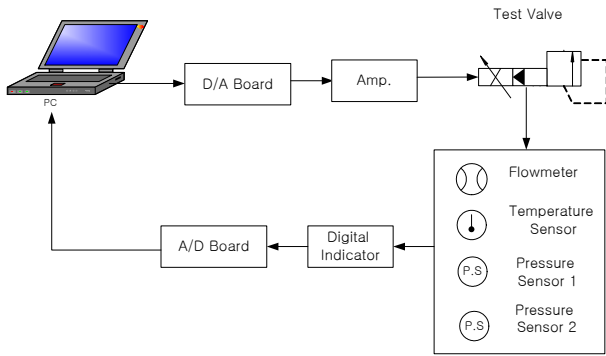 Test Valve
PC
D/A Board
Amp.
Flowmeter
Temperature
Sensor
A/D Board
Digital
Indicator
P.S
Pressure
Sensor 1
P.S
Pressure
Sensor 2